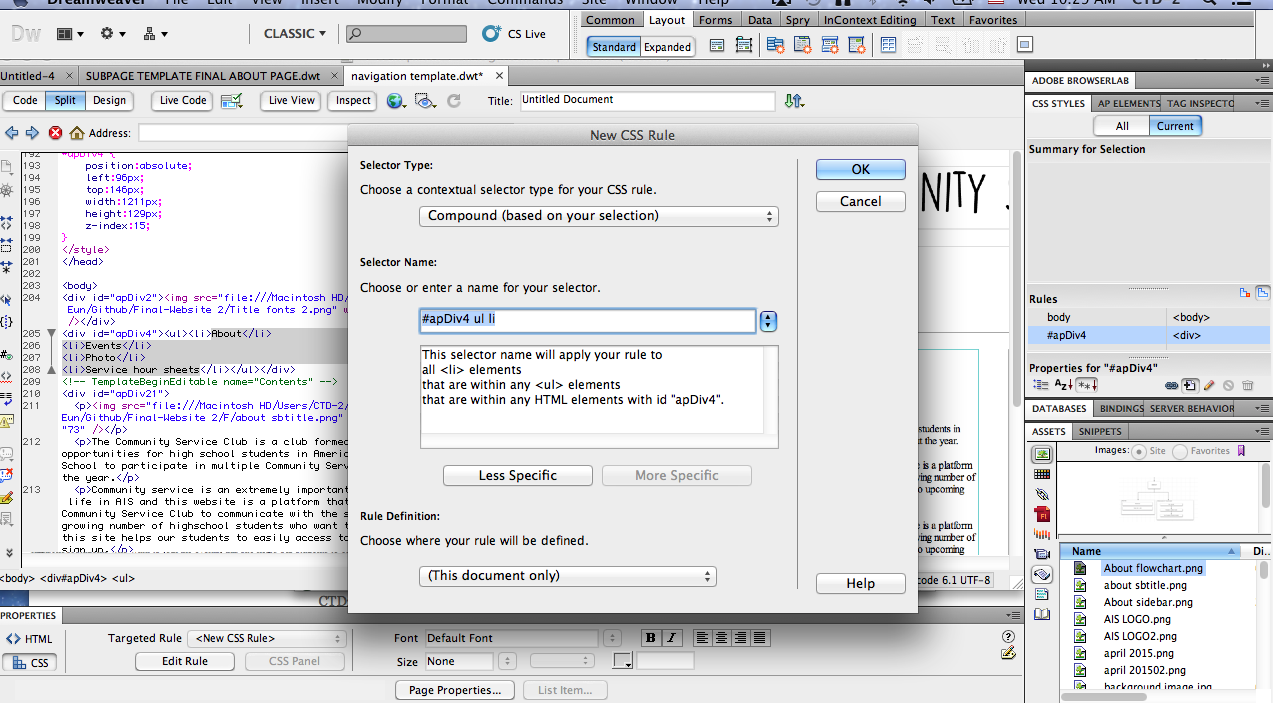 Dreamweaver File Edit View Insert Modify Format Commands Site Window Help Wed 10:25 AM CTD-2
Dw CLASSIC CS Live
Common Layout Forms Data Spry InContext Editing Text Favorites
Standard Expanded
Untitled-4 × SUBPAGE TEMPLATE FINAL ABOUT PAGE.dwt × navigation template.dwt* ×
Code Split Design Live Code Live View Inspect Title: Untitled Document
Address:
192 #apDiv4 {
193 position:absolute;
194 left:96px;
195 top:146px;
196 width:1211px;
197 height:129px;
198 z-index:15;
199 }
200 </style>
201 </head>
202
203 <body>
204 <div id="apDiv2"><img src="file:///Macintosh HD/
Eun/Github/Final-Website 2/Title fonts 2.png" w
/></div>
205 <div id="apDiv4"><ul><li>About</li>
206 <li>Events</li>
207 <li>Photo</li>
208 <li>Service hour sheets</li></ul></div>
209 <!-- TemplateBeginEditable name="Contents" -->
210 <div id="apDiv21">
211 <p><img src="file:///Macintosh HD/Users/CTD-2/
Eun/Github/Final-Website 2/F/about sbtitle.png"
"73" /></p>
212 <p>The Community Service Club is a club formed
opportunities for high school students in Ameri
School to participate in multiple Community Serv
the year.</p>
213 <p>Community service is an extremely important
life in AIS and this website is a platform that
Community Service Club to communicate with the s
growing number of highschool students who want t
this site helps our students to easily access to
sign up.</p>
<body> <div#apDiv4> <ul>
New CSS Rule
Selector Type:
Choose a contextual selector type for your CSS rule.
Compound (based on your selection)
Selector Name:
Choose or enter a name for your selector.
#apDiv4 ul li
This selector name will apply your rule to
all <li> elements
that are within any <ul> elements
that are within any HTML elements with id "apDiv4".
Less Specific More Specific
Rule Definition:
Choose where your rule will be defined.
(This document only)
OK
Cancel
Help
NITY
students in
t the year.
e is a platform
ving number of
o upcoming
e is a platform
ving number of
o upcoming
code 6.1 UTF-8
CTD
ADOBE BROWSERLAB
CSS STYLES AP ELEMENTS TAG INSPECTO
All Current
Summary for Selection
Rules
body <body>
#apDiv4 <div>
Properties for "#apDiv4"
DATABASES BINDINGS SERVER BEHAVIOR
ASSETS SNIPPETS
Images: Site Favorites
Name Di...
About flowchart.png
about sbtitle.png
About sidebar.png
AIS LOGO.png
AIS LOGO2.png
april 2015.png
april 201502.png
background image.jpg
PROPERTIES
HTML Targeted Rule <New CSS Rule> Font Default Font B I
CSS Edit Rule CSS Panel Size None
Page Properties... List Item...